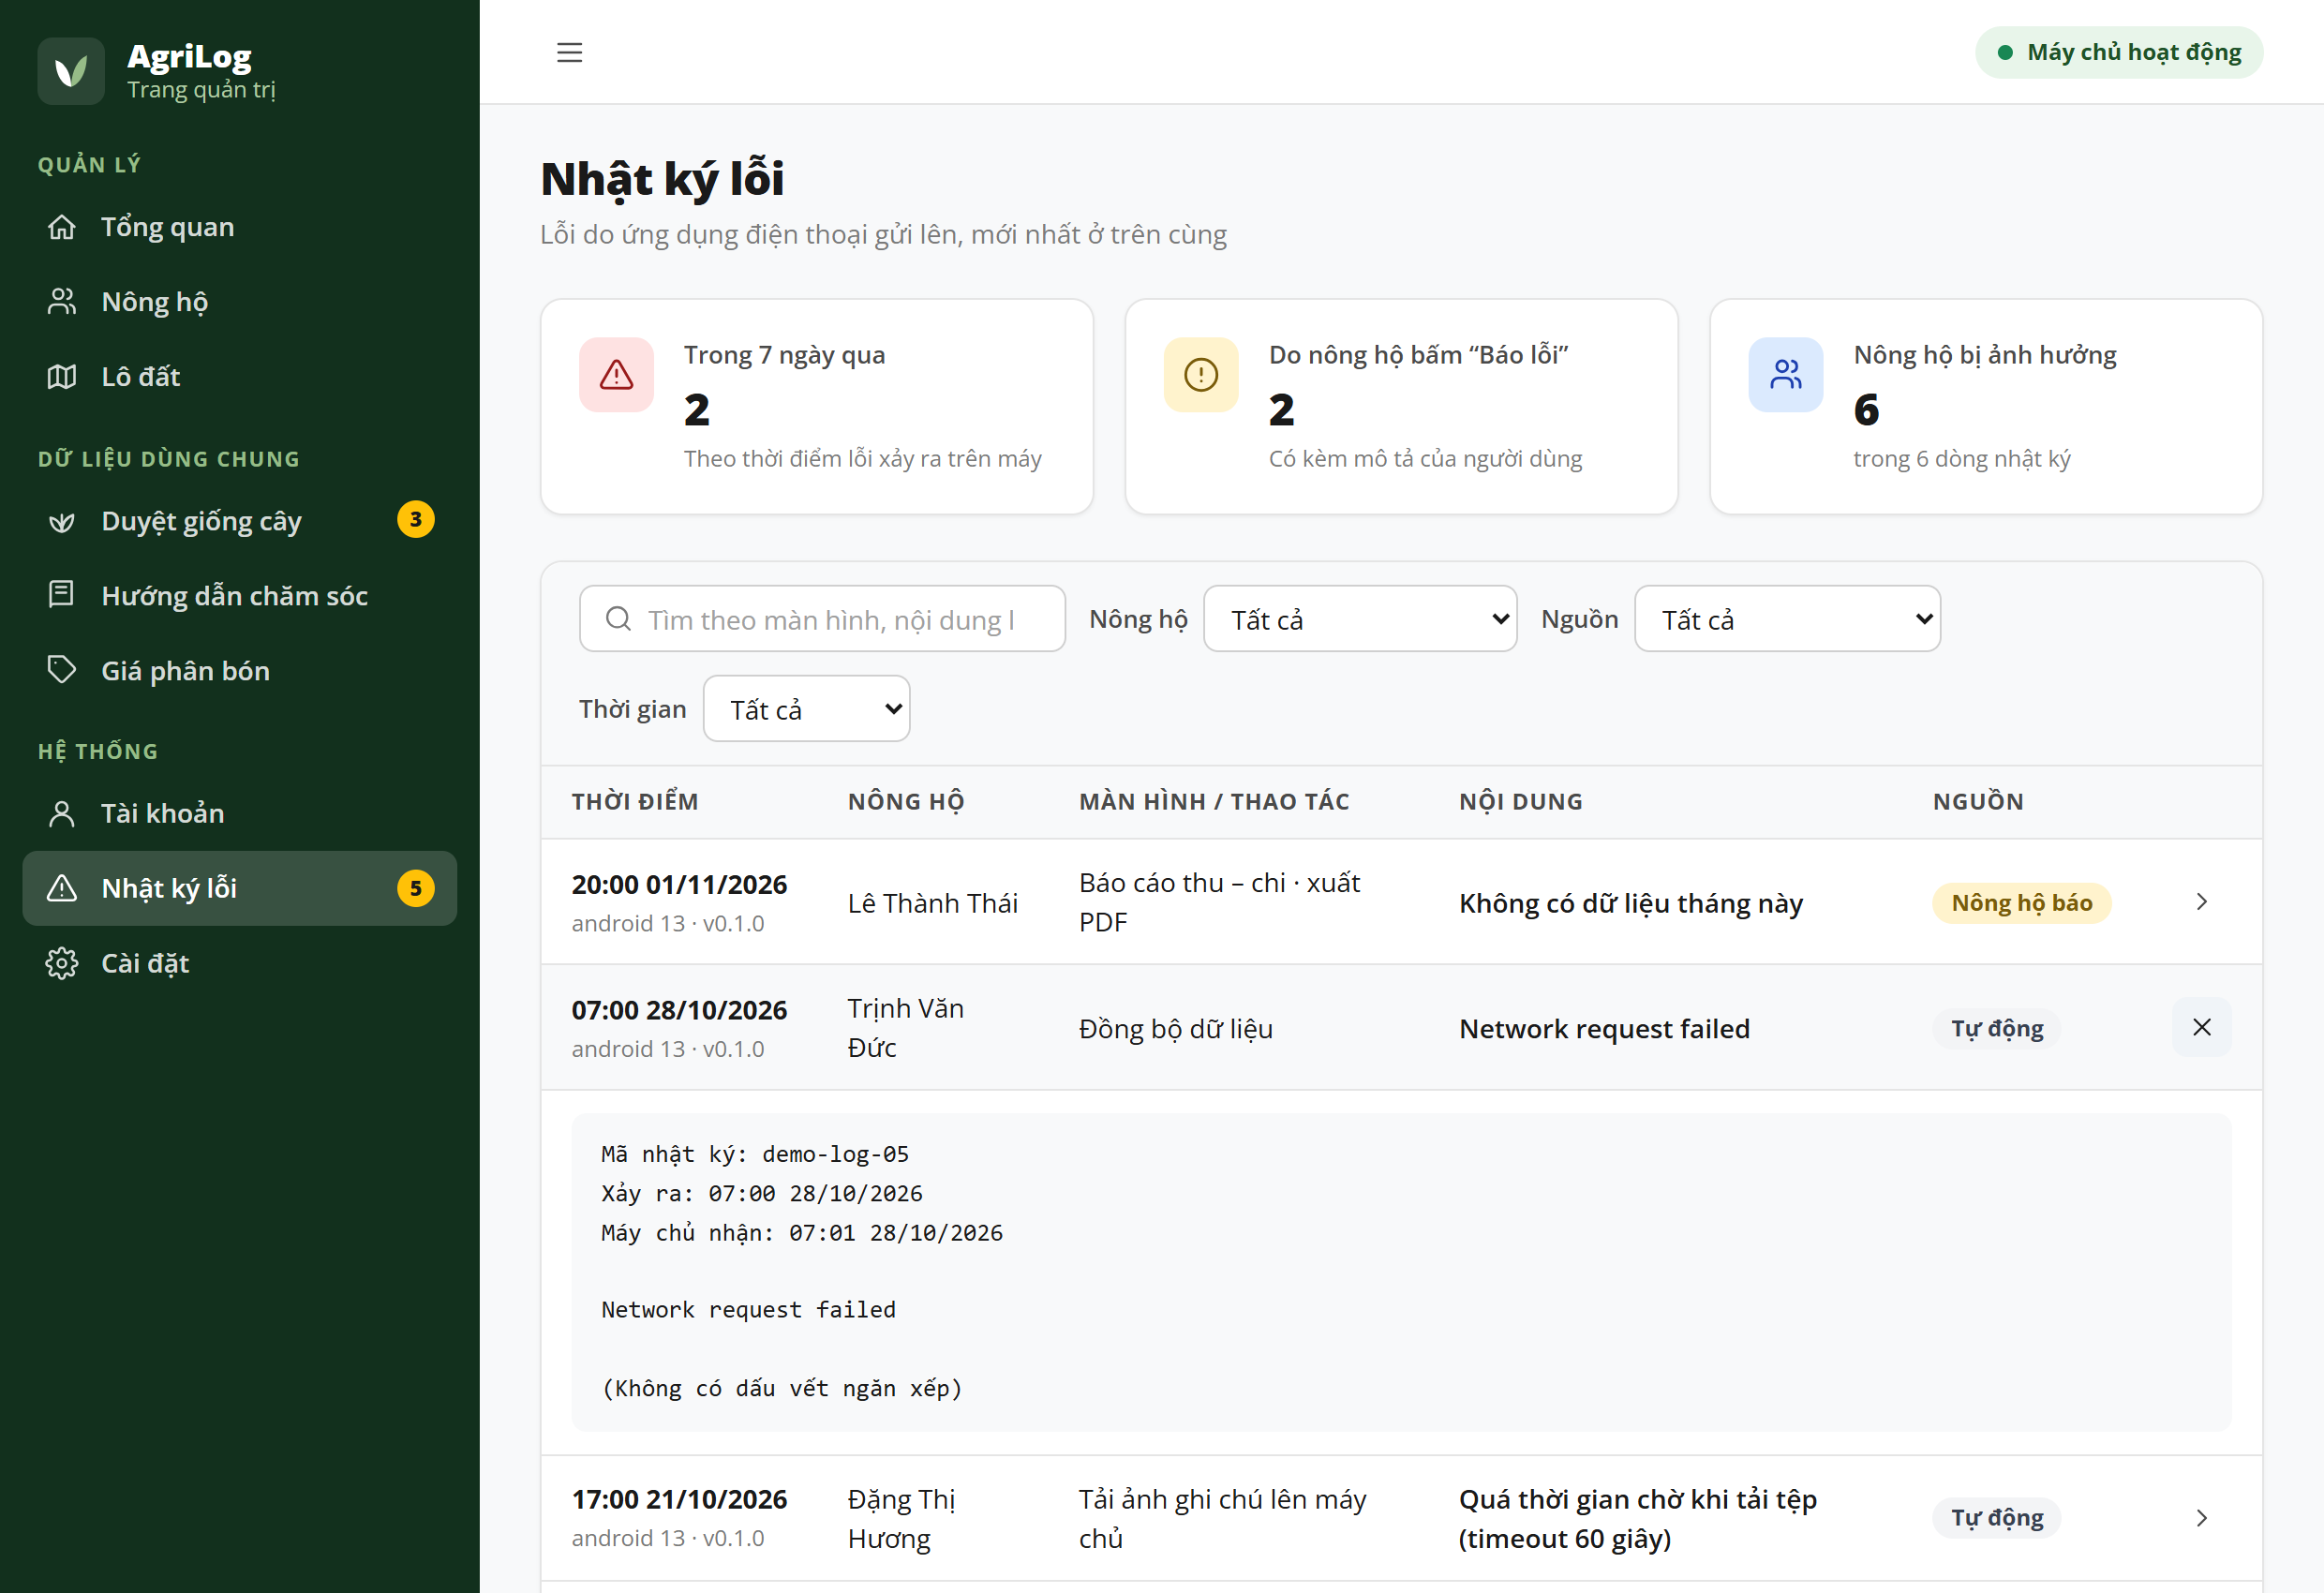 AgriLog
Trang quản trị
QUẢN LÝ
Tổng quan
Nông hộ
Lô đất
DỮ LIỆU DÙNG CHUNG
Duyệt giống cây 3
Hướng dẫn chăm sóc
Giá phân bón
HỆ THỐNG
Tài khoản
Nhật ký lỗi 5
Cài đặt
Máy chủ hoạt động
Nhật ký lỗi
Lỗi do ứng dụng điện thoại gửi lên, mới nhất ở trên cùng
Trong 7 ngày qua
2
Theo thời điểm lỗi xảy ra trên máy
Do nông hộ bấm “Báo lỗi”
2
Có kèm mô tả của người dùng
Nông hộ bị ảnh hưởng
6
trong 6 dòng nhật ký
Tìm theo màn hình, nội dung l
Nông hộ Tất cả
Nguồn Tất cả
Thời gian Tất cả
THỜI ĐIỂM NÔNG HỘ MÀN HÌNH / THAO TÁC NỘI DUNG NGUỒN
20:00 01/11/2026
android 13 · v0.1.0
Lê Thành Thái
Báo cáo thu – chi · xuất
PDF
Không có dữ liệu tháng này
Nông hộ báo
07:00 28/10/2026
android 13 · v0.1.0
Trịnh Văn
Đức
Đồng bộ dữ liệu
Network request failed
Tự động
Mã nhật ký: demo-log-05
Xảy ra: 07:00 28/10/2026
Máy chủ nhận: 07:01 28/10/2026
Network request failed
(Không có dấu vết ngăn xếp)
17:00 21/10/2026
android 13 · v0.1.0
Đặng Thị
Hương
Tải ảnh ghi chú lên máy
chủ
Quá thời gian chờ khi tải tệp
(timeout 60 giây)
Tự động